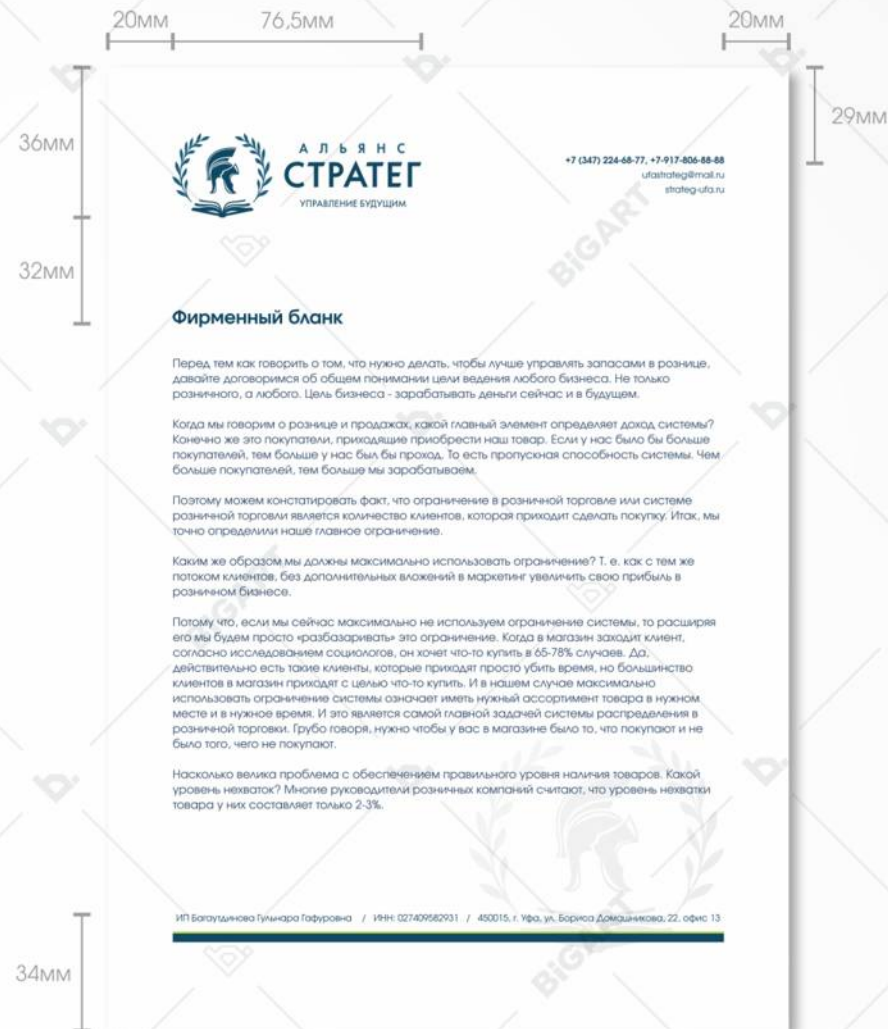 20мм 76,5мм 20мм
29мм
36мм
АЛЬЯНС
СТРАТЕГ
УПРАВЛЕНИЕ БУДУЩИМ
+7 (347) 224-68-77, +7-917-806-88-88
ufastrateg@mail.ru
strateg-ufa.ru
BiGART
32мм
Фирменный бланк
Перед тем как говорить о том, что нужно делать, чтобы лучше управлять запасами в рознице,
давайте договоримся об общем понимании цели ведения любого бизнеса. Не только
розничного, а любого. Цель бизнеса - зарабатывать деньги сейчас и в будущем.
Когда мы говорим о рознице и продажах, какой главный элемент определяет доход системы?
Конечно же это покупатели, приходящие приобрести наш товар. Если у нас было бы больше
покупателей, тем больше у нас был бы проход. То есть пропускная способность системы. Чем
больше покупателей, тем больше мы зарабатываем.
Поэтому можем констатировать факт, что ограничение в розничной торговле или системе
розничной торговли является количество клиентов, которая приходит сделать покупку. Итак, мы
точно определили наше главное ограничение.
Каким же образом мы должны максимально использовать ограничение? Т. е. как с тем же
потоком клиентов, без дополнительных вложений в маркетинг увеличить свою прибыль в
розничном бизнесе.
BiGART
Потому что, если мы сейчас максимально не используем ограничение системы, то расширяя
его мы будем просто «разбазаривать» это ограничение. Когда в магазин заходит клиент,
согласно исследованием социологов, он хочет что-то купить в 65-78% случаев. Да,
действительно есть такие клиенты, которые приходят просто убить время, но большинство
клиентов в магазин приходят с целью что-то купить. И в нашем случае максимально
использовать ограничение системы означает иметь нужный ассортимент товара в нужном
месте и в нужное время. И это является самой главной задачей системы распределения в
розничной торговки. Грубо говоря, нужно чтобы у вас в магазине было то, что покупают и не
было того, чего не покупают.
Насколько велика проблема с обеспечением правильного уровня наличия товаров. Какой
уровень нехваток? Многие руководители розничных компаний считают, что уровень нехватки
товара у них составляет только 2-3%.
ИП Багаутдинова Гульнара Гафуровна / ИНН: 027409582931 / 450015, г. Уфа, ул. Бориса Домашникова, 22, офис 13
BiGART
34мм